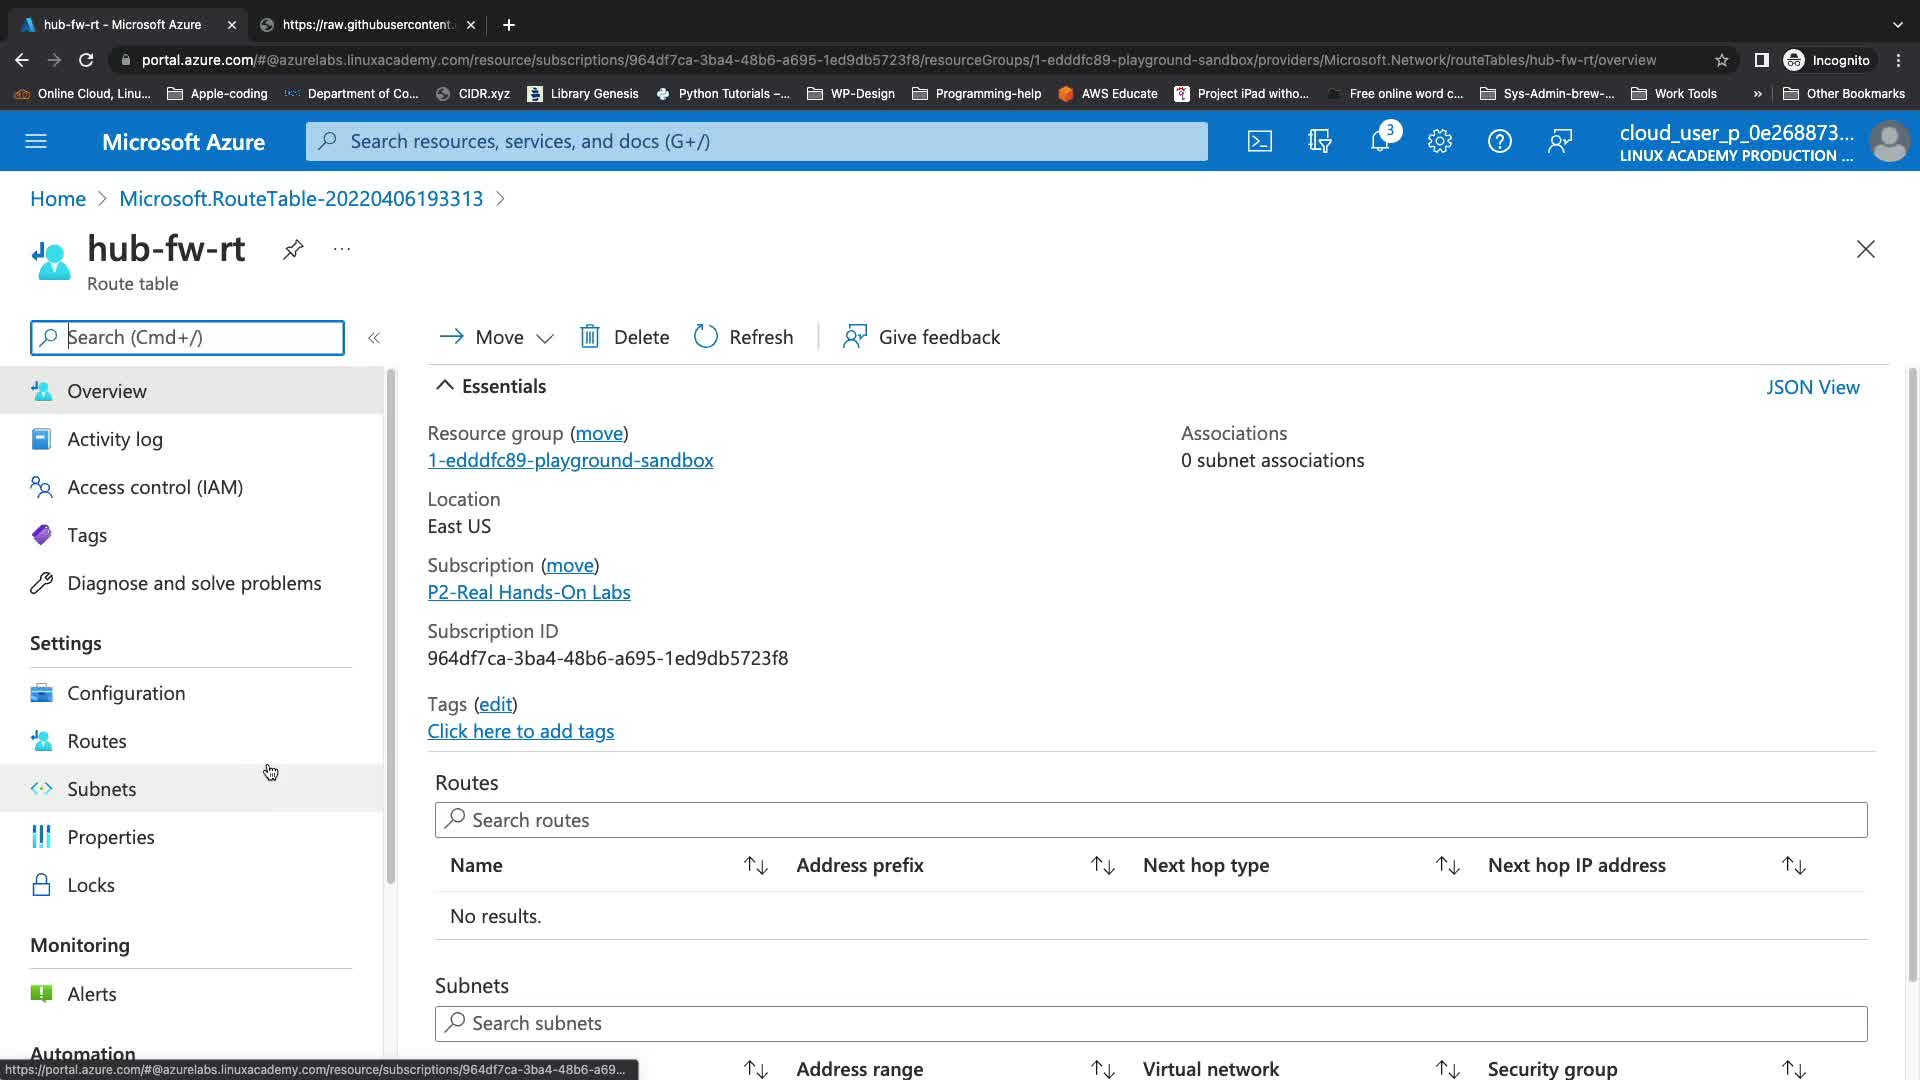 hub-fw-rt - Microsoft Azure
https://raw.githubusercontent.
portal.azure.com/#@azurelabs.linuxacademy.com/resource/subscriptions/964df7ca-3ba4-48b6-a695-1ed9db5723f8/resourceGroups/1-edddfc89-playground-sandbox/providers/Microsoft.Network/routeTables/hub-fw-rt/overview
Incognito
Online Cloud, Linu... Apple-coding Department of Co... CIDR.xyz Library Genesis Python Tutorials –... WP-Design Programming-help AWS Educate Project iPad witho... Free online word c... Sys-Admin-brew-... Work Tools » Other Bookmarks
Microsoft Azure
Search resources, services, and docs (G+/)
3
cloud_user_p_0e268873...
LINUX ACADEMY PRODUCTION ...
Home > Microsoft.RouteTable-20220406193313 >
hub-fw-rt ...
Route table
Search (Cmd+/) «
Move Delete Refresh Give feedback
Overview
Activity log
Access control (IAM)
Tags
Diagnose and solve problems
Settings
Configuration
Routes
Subnets
Properties
Locks
Monitoring
Alerts
Automation
Essentials
JSON View
Resource group (move)
1-edddfc89-playground-sandbox
Location
East US
Subscription (move)
P2-Real Hands-On Labs
Subscription ID
964df7ca-3ba4-48b6-a695-1ed9db5723f8
Tags (edit)
Click here to add tags
Associations
0 subnet associations
Routes
Search routes
Name Address prefix Next hop type Next hop IP address
No results.
Subnets
Search subnets
Address range Virtual network Security group
https://portal.azure.com/#@azurelabs.linuxacademy.com/resource/subscriptions/964df7ca-3ba4-48b6-a69...